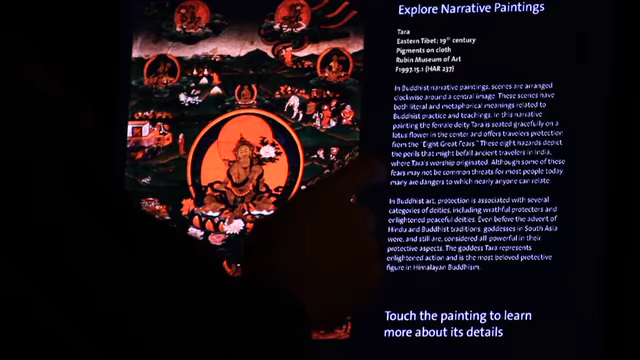 Explore Narrative Paintings
Tara
Eastern Tibet; 19th century
Pigments on cloth
Rubin Museum of Art
F1997.15.1 (HAR 237)
In Buddhist narrative paintings, scenes are arranged
clockwise around a central image. These scenes have
both literal and metaphorical meanings related to
Buddhist practice and teachings. In this narrative
painting the female deity Tara is seated gracefully on a
lotus flower in the center and offers travelers protection
from the "Eight Great Fears." These eight hazards depict
the perils that might befall ancient travelers in India,
where Tara's worship originated. Although some of these
fears may not be common threats for most people today,
many are dangers to which nearly anyone can relate.
In Buddhist art, protection is associated with several
categories of deities, including wrathful protectors and
enlightened peaceful deities. Even before the advent of
Hindu and Buddhist traditions, goddesses in South Asia
were, and still are, considered all powerful in their
protective aspects. The goddess Tara represents
enlightened action and is the most beloved protective
figure in Himalayan Buddhism.
Touch the painting to learn
more about its details